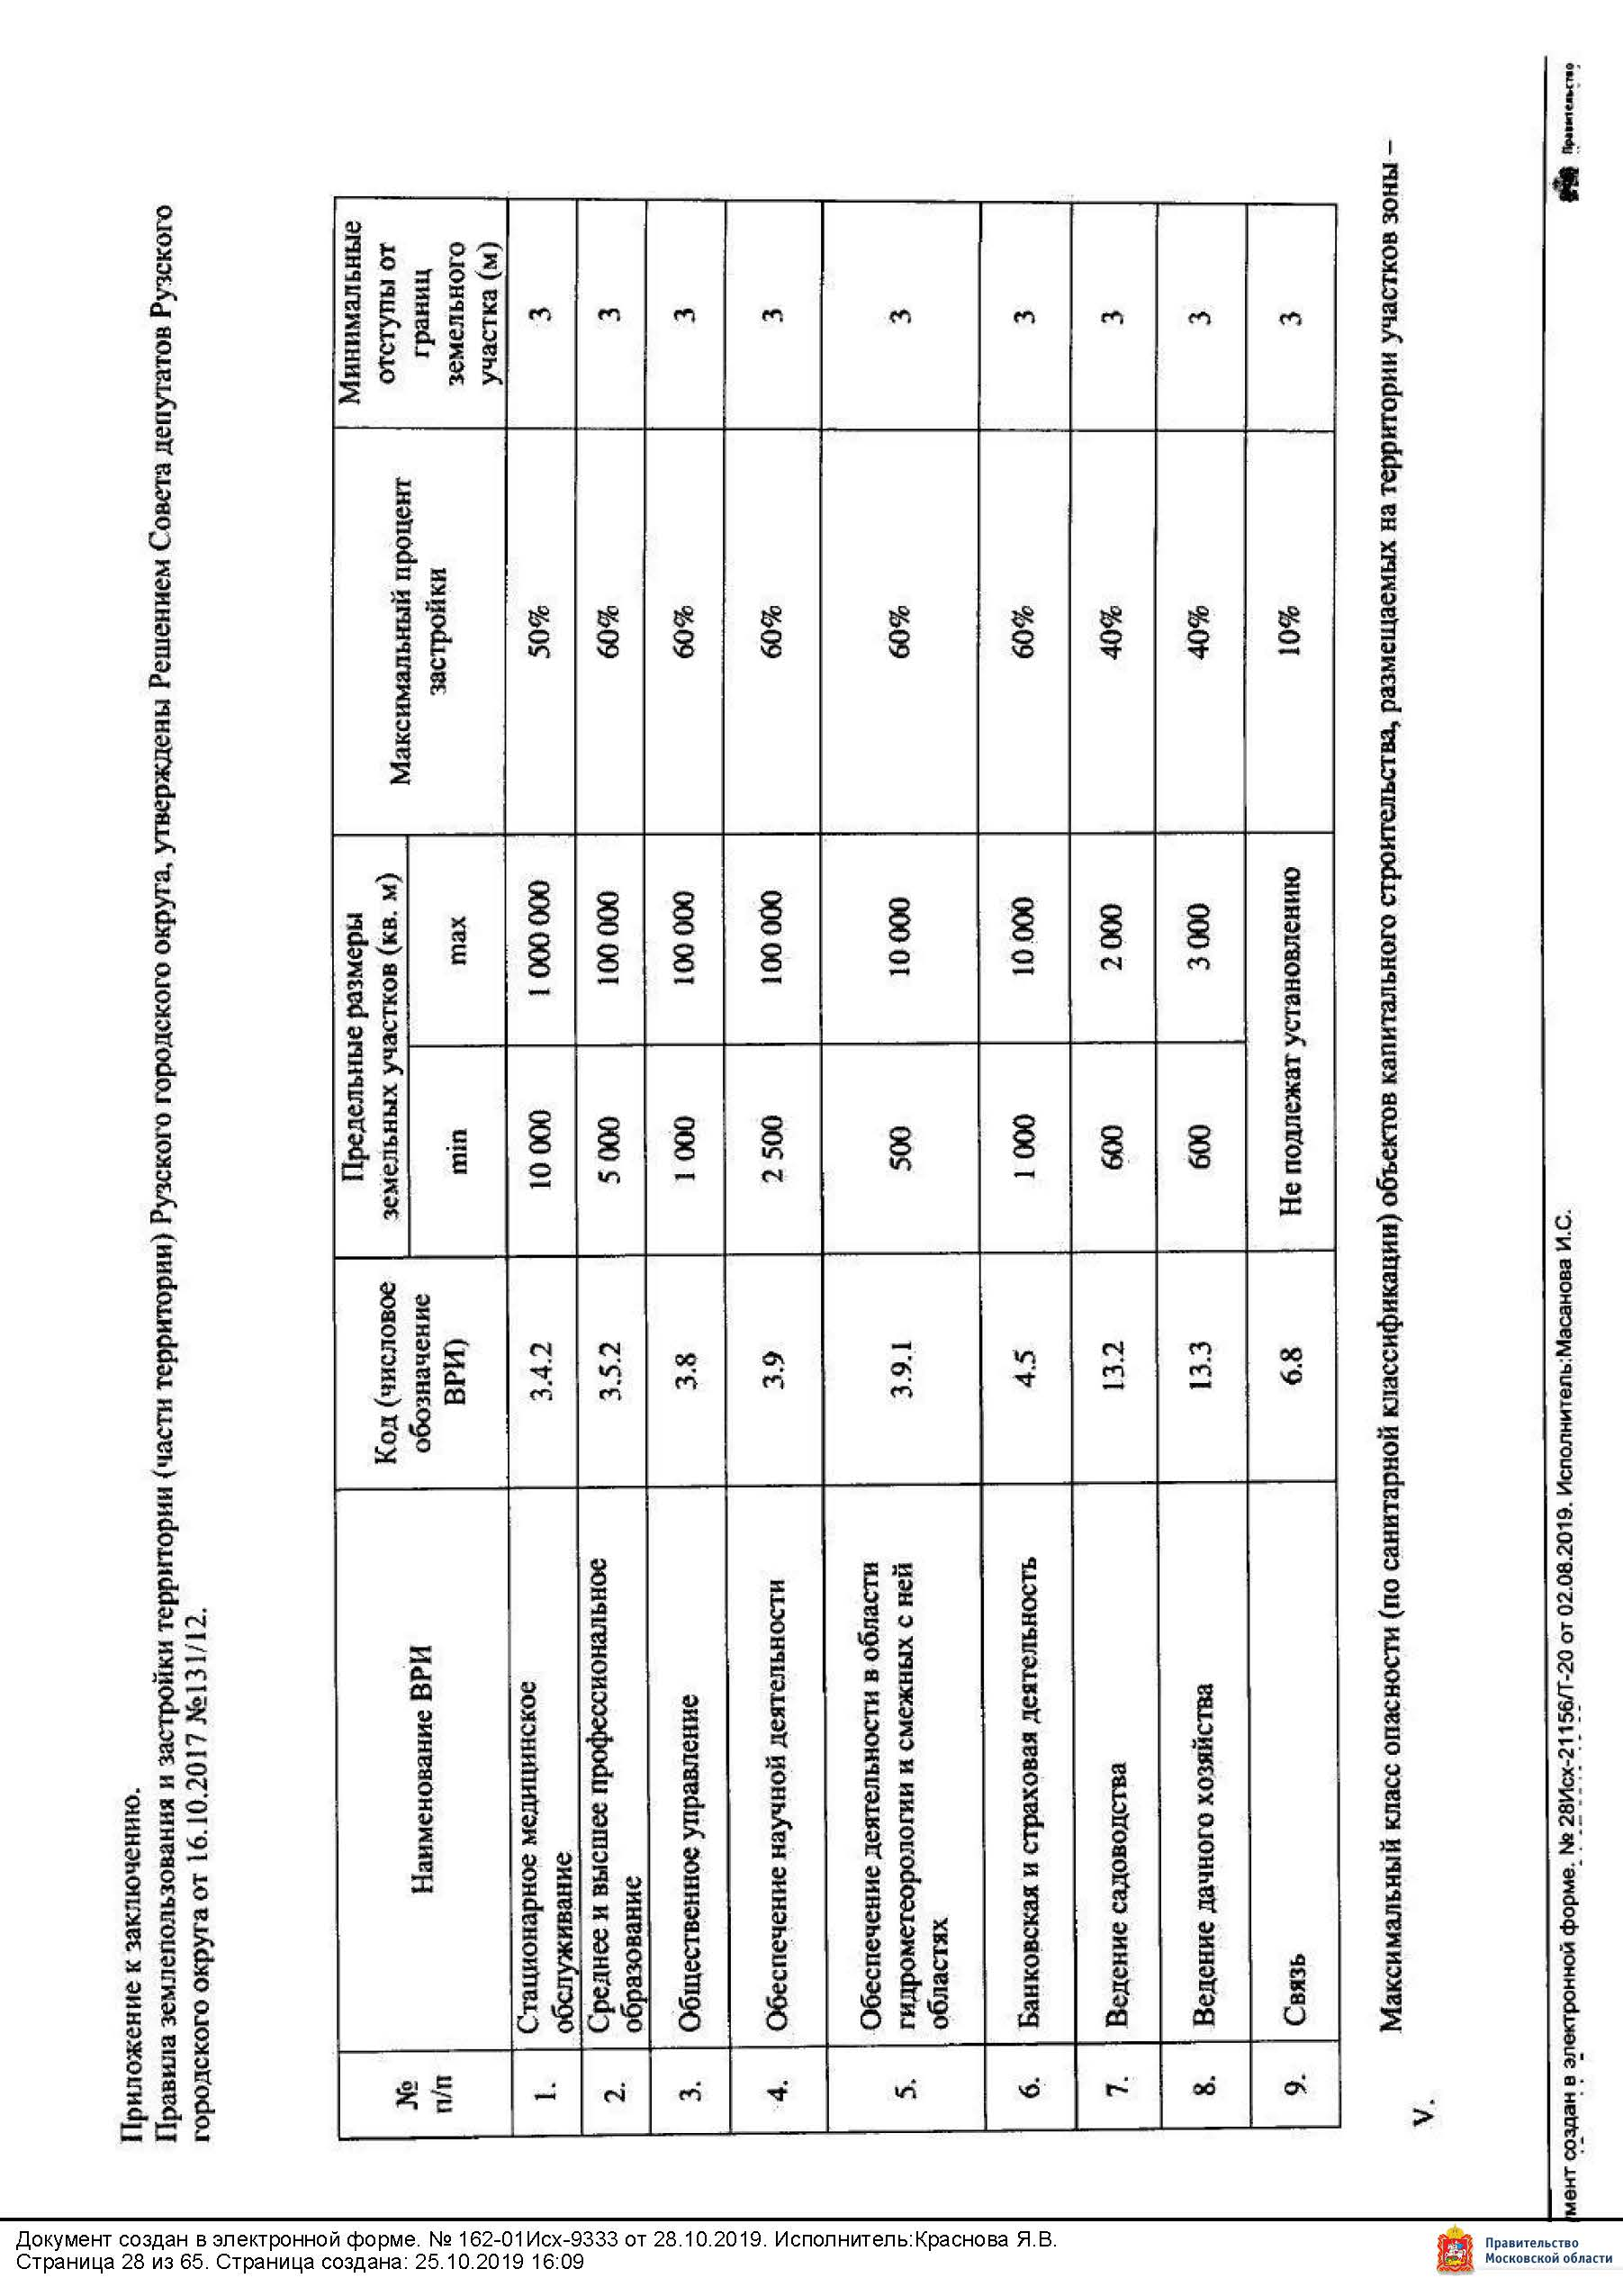 Приложение к заключению.
Правила землепользования и застройки территории (части территории) Рузского городского округа, утверждены Решением Совета депутатов Рузского
городского округа от 16.10.2017 №131/12.
№
п/п
Наименование ВРИ
Код (числовое
обозначение
ВРИ)
Предельные размеры
земельных участков (кв. м)
min
max
Максимальный процент
застройки
Минимальные
отступы от
границ
земельного
участка (м)
1. Стационарное медицинское
обслуживание
3.4.2 10 000 1 000 000 50% 3
2. Среднее и высшее профессиональное
образование
3.5.2 5 000 100 000 60% 3
3. Общественное управление 3.8 1 000 100 000 60% 3
4. Обеспечение научной деятельности 3.9 2 500 100 000 60% 3
5. Обеспечение деятельности в области
гидрометеорологии и смежных с ней
областях
3.9.1 500 10 000 60% 3
6. Банковская и страховая деятельность 4.5 1 000 10 000 60% 3
7. Ведение садоводства 13.2 600 2 000 40% 3
8. Ведение дачного хозяйства 13.3 600 3 000 40% 3
9. Связь 6.8 Не подлежат установлению 10% 3
Максимальный класс опасности (по санитарной классификации) объектов капитального строительства, размещаемых на территории участков зоны –
V.
мент создан в электронной форме. № 28Исх-21156/Т-20 от 02.08.2019. Исполнитель:Масанова И.С.
Правительство
Документ создан в электронной форме. № 162-01Исх-9333 от 28.10.2019. Исполнитель:Краснова Я.В.
Страница 28 из 65. Страница создана: 25.10.2019 16:09
Правительство
Московской области